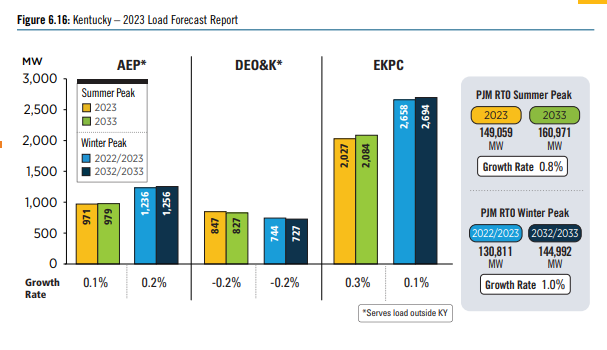 Figure 6.16: Kentucky – 2023 Load Forecast Report
MW
3,000
2,500
2,000
1,500
1,000
500
0
AEP*
DEO&K*
EKPC
Summer Peak
2023
2033
Winter Peak
2022/2023
2032/2033
971
979
1,236
1,256
847
827
744
727
2,027
2,084
2,658
2,694
Growth
Rate
0.1%
0.2%
-0.2%
-0.2%
0.3%
0.1%
*Serves load outside KY
PJM RTO Summer Peak
2023 2033
149,059 160,971
MW MW
Growth Rate 0.8%
PJM RTO Winter Peak
2022/2023 2032/2033
130,811 144,992
MW MW
Growth Rate 1.0%